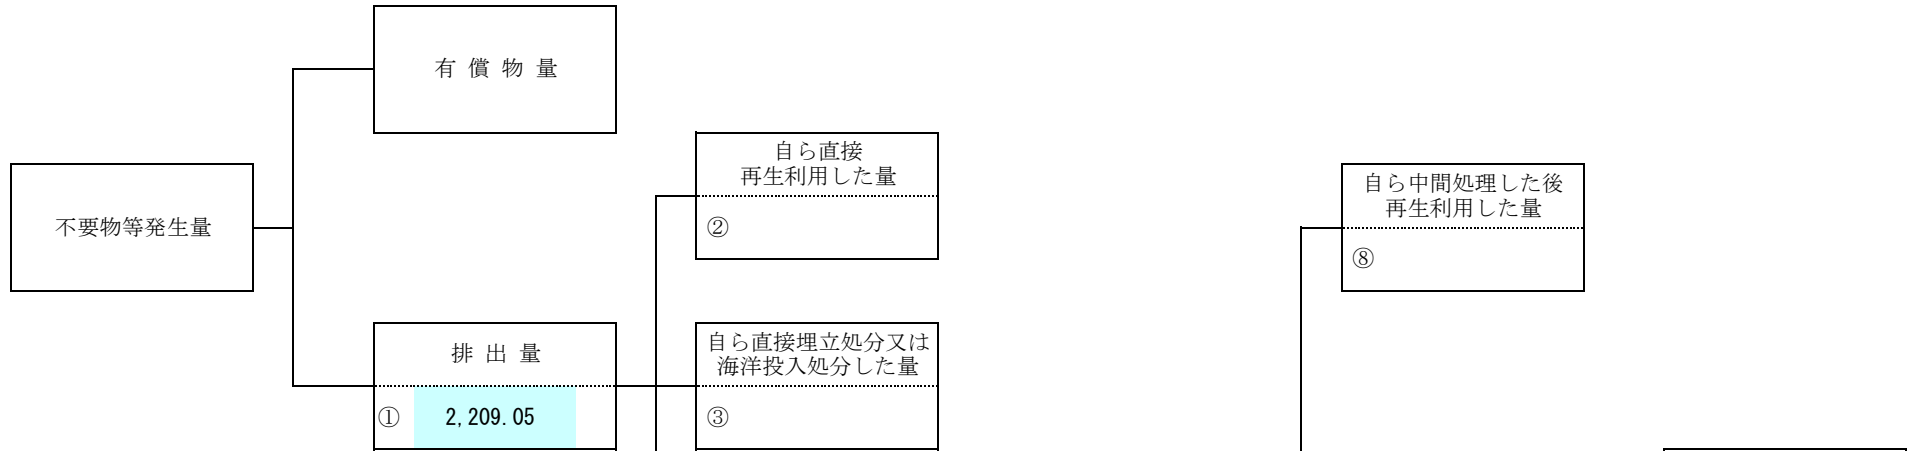 有 償 物 量
自ら直接
再生利用した量
②
自ら中間処理した後
再生利用した量
⑧
不要物等発生量
排 出 量
① 2,209.05
自ら直接埋立処分又は
海洋投入処分した量
③